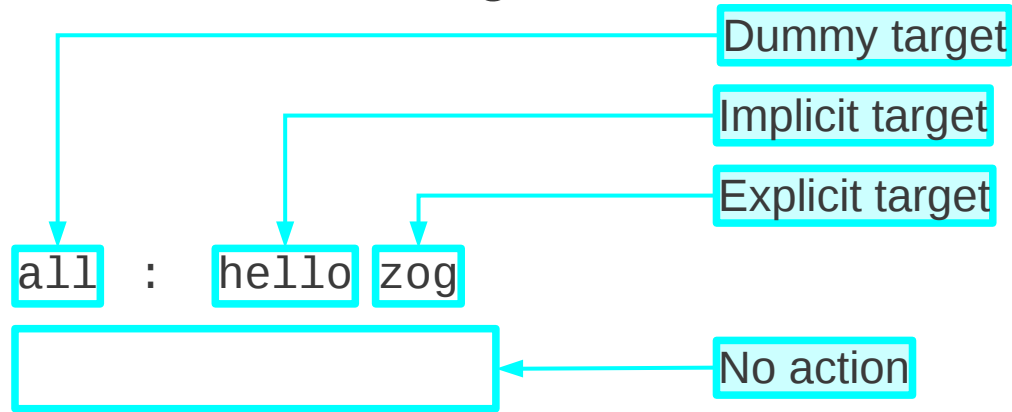 Dummy target
Implicit target
Explicit target
all : hello zog
No action